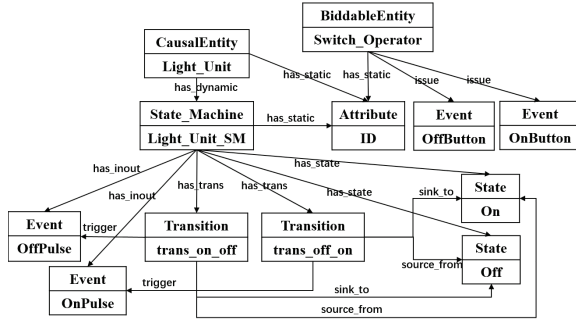 BiddableEntity
Switch_Operator
CausalEntity
Light_Unit
has_dynamic
has_static
has_static
issue
issue
State_Machine
Light_Unit_SM
has_static
Attribute
ID
Event
OffButton
Event
OnButton
has_inout
has_inout
has_trans
has_trans
has_state
has_state
sink_to
State
On
Event
OffPulse
trigger
Transition
trans_on_off
Transition
trans_off_on
State
Off
source_from
Event
OnPulse
trigger
sink_to
source_from